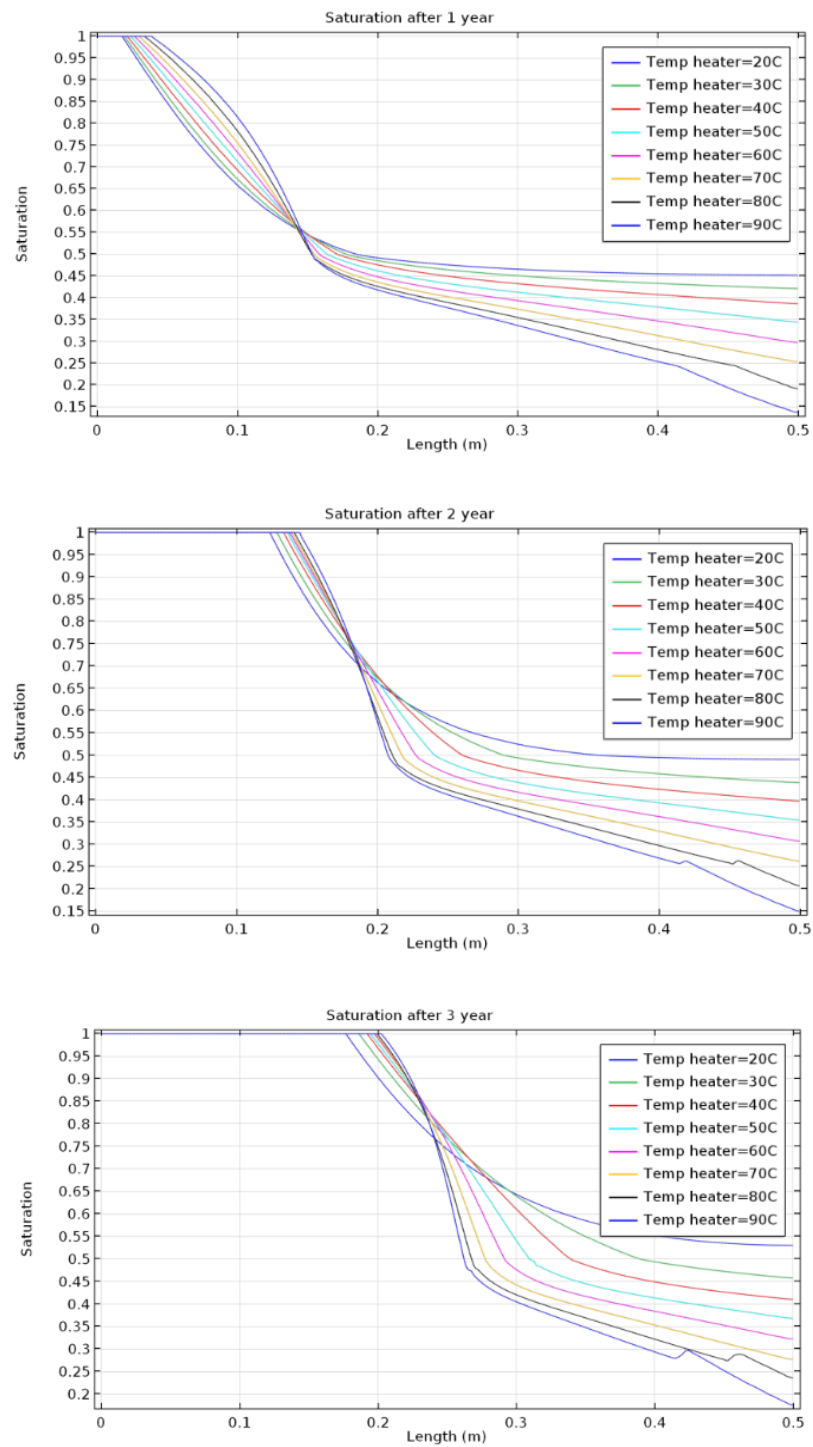 Saturation after 1 year
1
0.95
0.9
0.85
0.8
0.75
0.7
0.65
0.6
0.55
0.5
0.45
0.4
0.35
0.3
0.25
0.2
0.15
Saturation
Temp heater=20C
Temp heater=30C
Temp heater=40C
Temp heater=50C
Temp heater=60C
Temp heater=70C
Temp heater=80C
Temp heater=90C
0 0.1 0.2 0.3 0.4 0.5
Length (m)
Saturation after 2 year
1
0.95
0.9
0.85
0.8
0.75
0.7
0.65
0.6
0.55
0.5
0.45
0.4
0.35
0.3
0.25
0.2
0.15
Saturation
Temp heater=20C
Temp heater=30C
Temp heater=40C
Temp heater=50C
Temp heater=60C
Temp heater=70C
Temp heater=80C
Temp heater=90C
0 0.1 0.2 0.3 0.4 0.5
Length (m)
Saturation after 3 year
1
0.95
0.9
0.85
0.8
0.75
0.7
0.65
0.6
0.55
0.5
0.45
0.4
0.35
0.3
0.25
0.2
Saturation
Temp heater=20C
Temp heater=30C
Temp heater=40C
Temp heater=50C
Temp heater=60C
Temp heater=70C
Temp heater=80C
Temp heater=90C
0 0.1 0.2 0.3 0.4 0.5
Length (m)